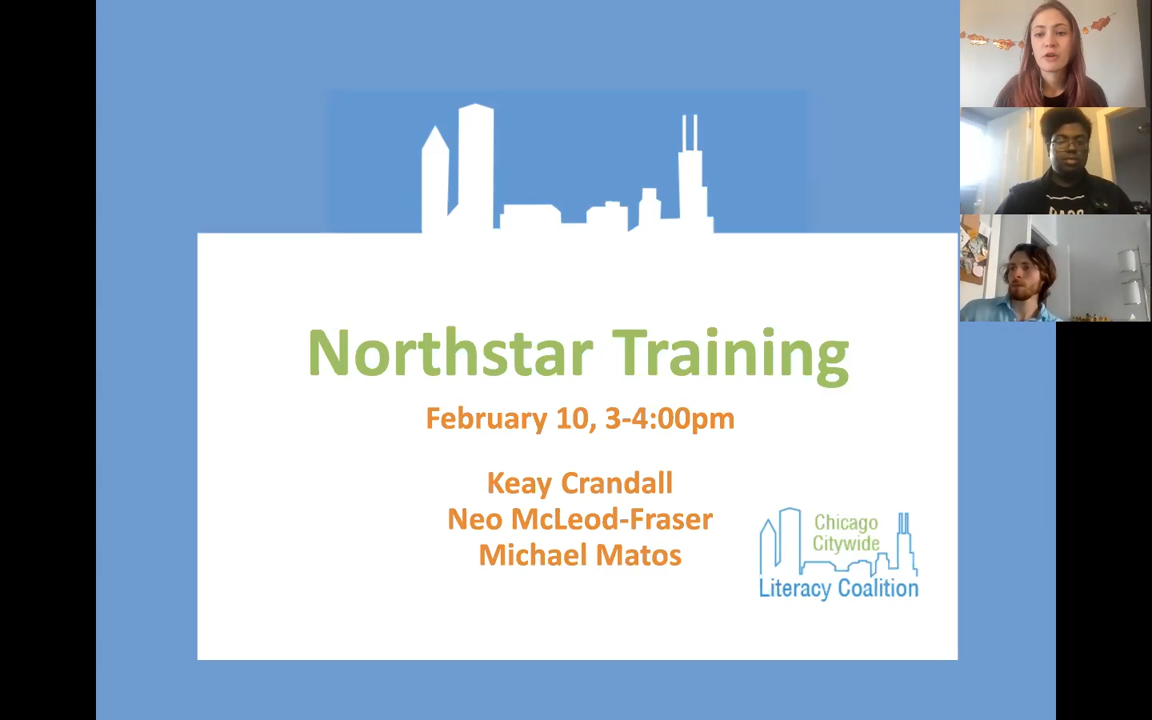 Northstar Training
February 10, 3-4:00pm
Keay Crandall
Neo McLeod-Fraser
Michael Matos
Chicago
Citywide
Literacy Coalition